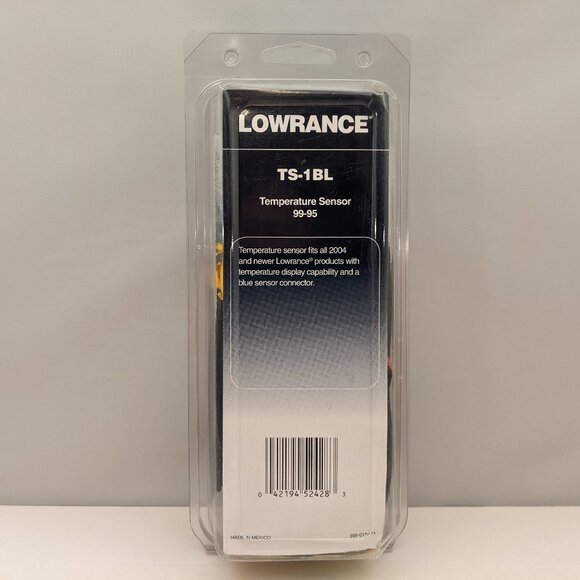 LOWRANCE®
TS-1BL
Temperature Sensor
99-95
Temperature sensor fits all 2004
and newer Lowrance® products with
temperature display capability and a
blue sensor connector.
0 42194 52428 3
MADE IN MEXICO